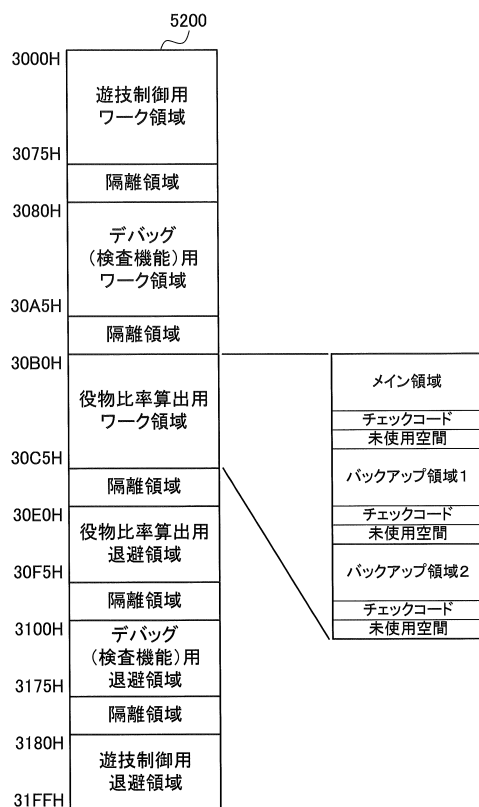 5200
3000H
遊技制御用
ワーク領域
3075H
隔離領域
3080H
デバッグ
(検査機能)用
ワーク領域
30A5H
隔離領域
30B0H
役物比率算出用
ワーク領域
30C5H
隔離領域
30E0H
役物比率算出用
退避領域
30F5H
隔離領域
3100H
デバッグ
(検査機能)用
退避領域
3175H
隔離領域
3180H
遊技制御用
退避領域
31FFH
メイン領域
チェックコード
未使用空間
バックアップ領域1
チェックコード
未使用空間
バックアップ領域2
チェックコード
未使用空間